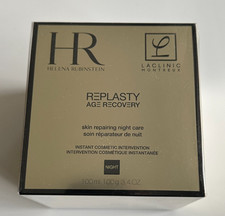 HR
HELENA RUBINSTEIN
LACLINIC
MONTREUX
REPLASTY
AGE RECOVERY
skin repairing night care
soin réparateur de nuit
INSTANT COSMETIC INTERVENTION
INTERVENTION COSMÉTIQUE INSTANTANÉE
NIGHT